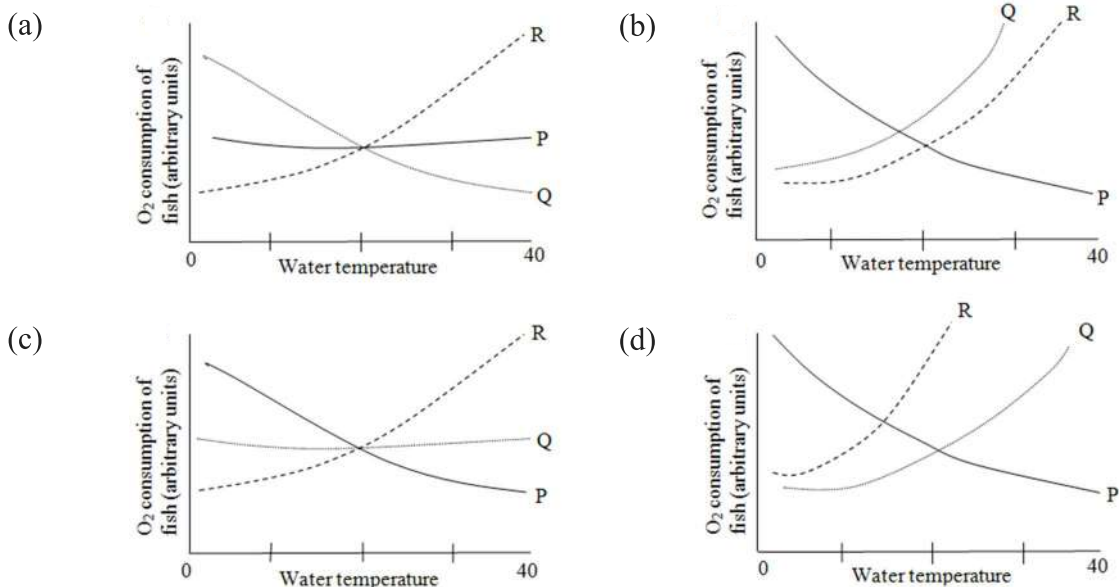 (a)
O2 consumption of
fish (arbitrary units)
R
P
Q
0
40
Water temperature
(b)
O2 consumption of
fish (arbitrary units)
Q
R
P
0
40
Water temperature
(c)
O2 consumption of
fish (arbitrary units)
R
Q
P
0
40
Water temperature
(d)
O2 consumption of
fish (arbitrary units)
R
Q
P
0
40
Water temperature